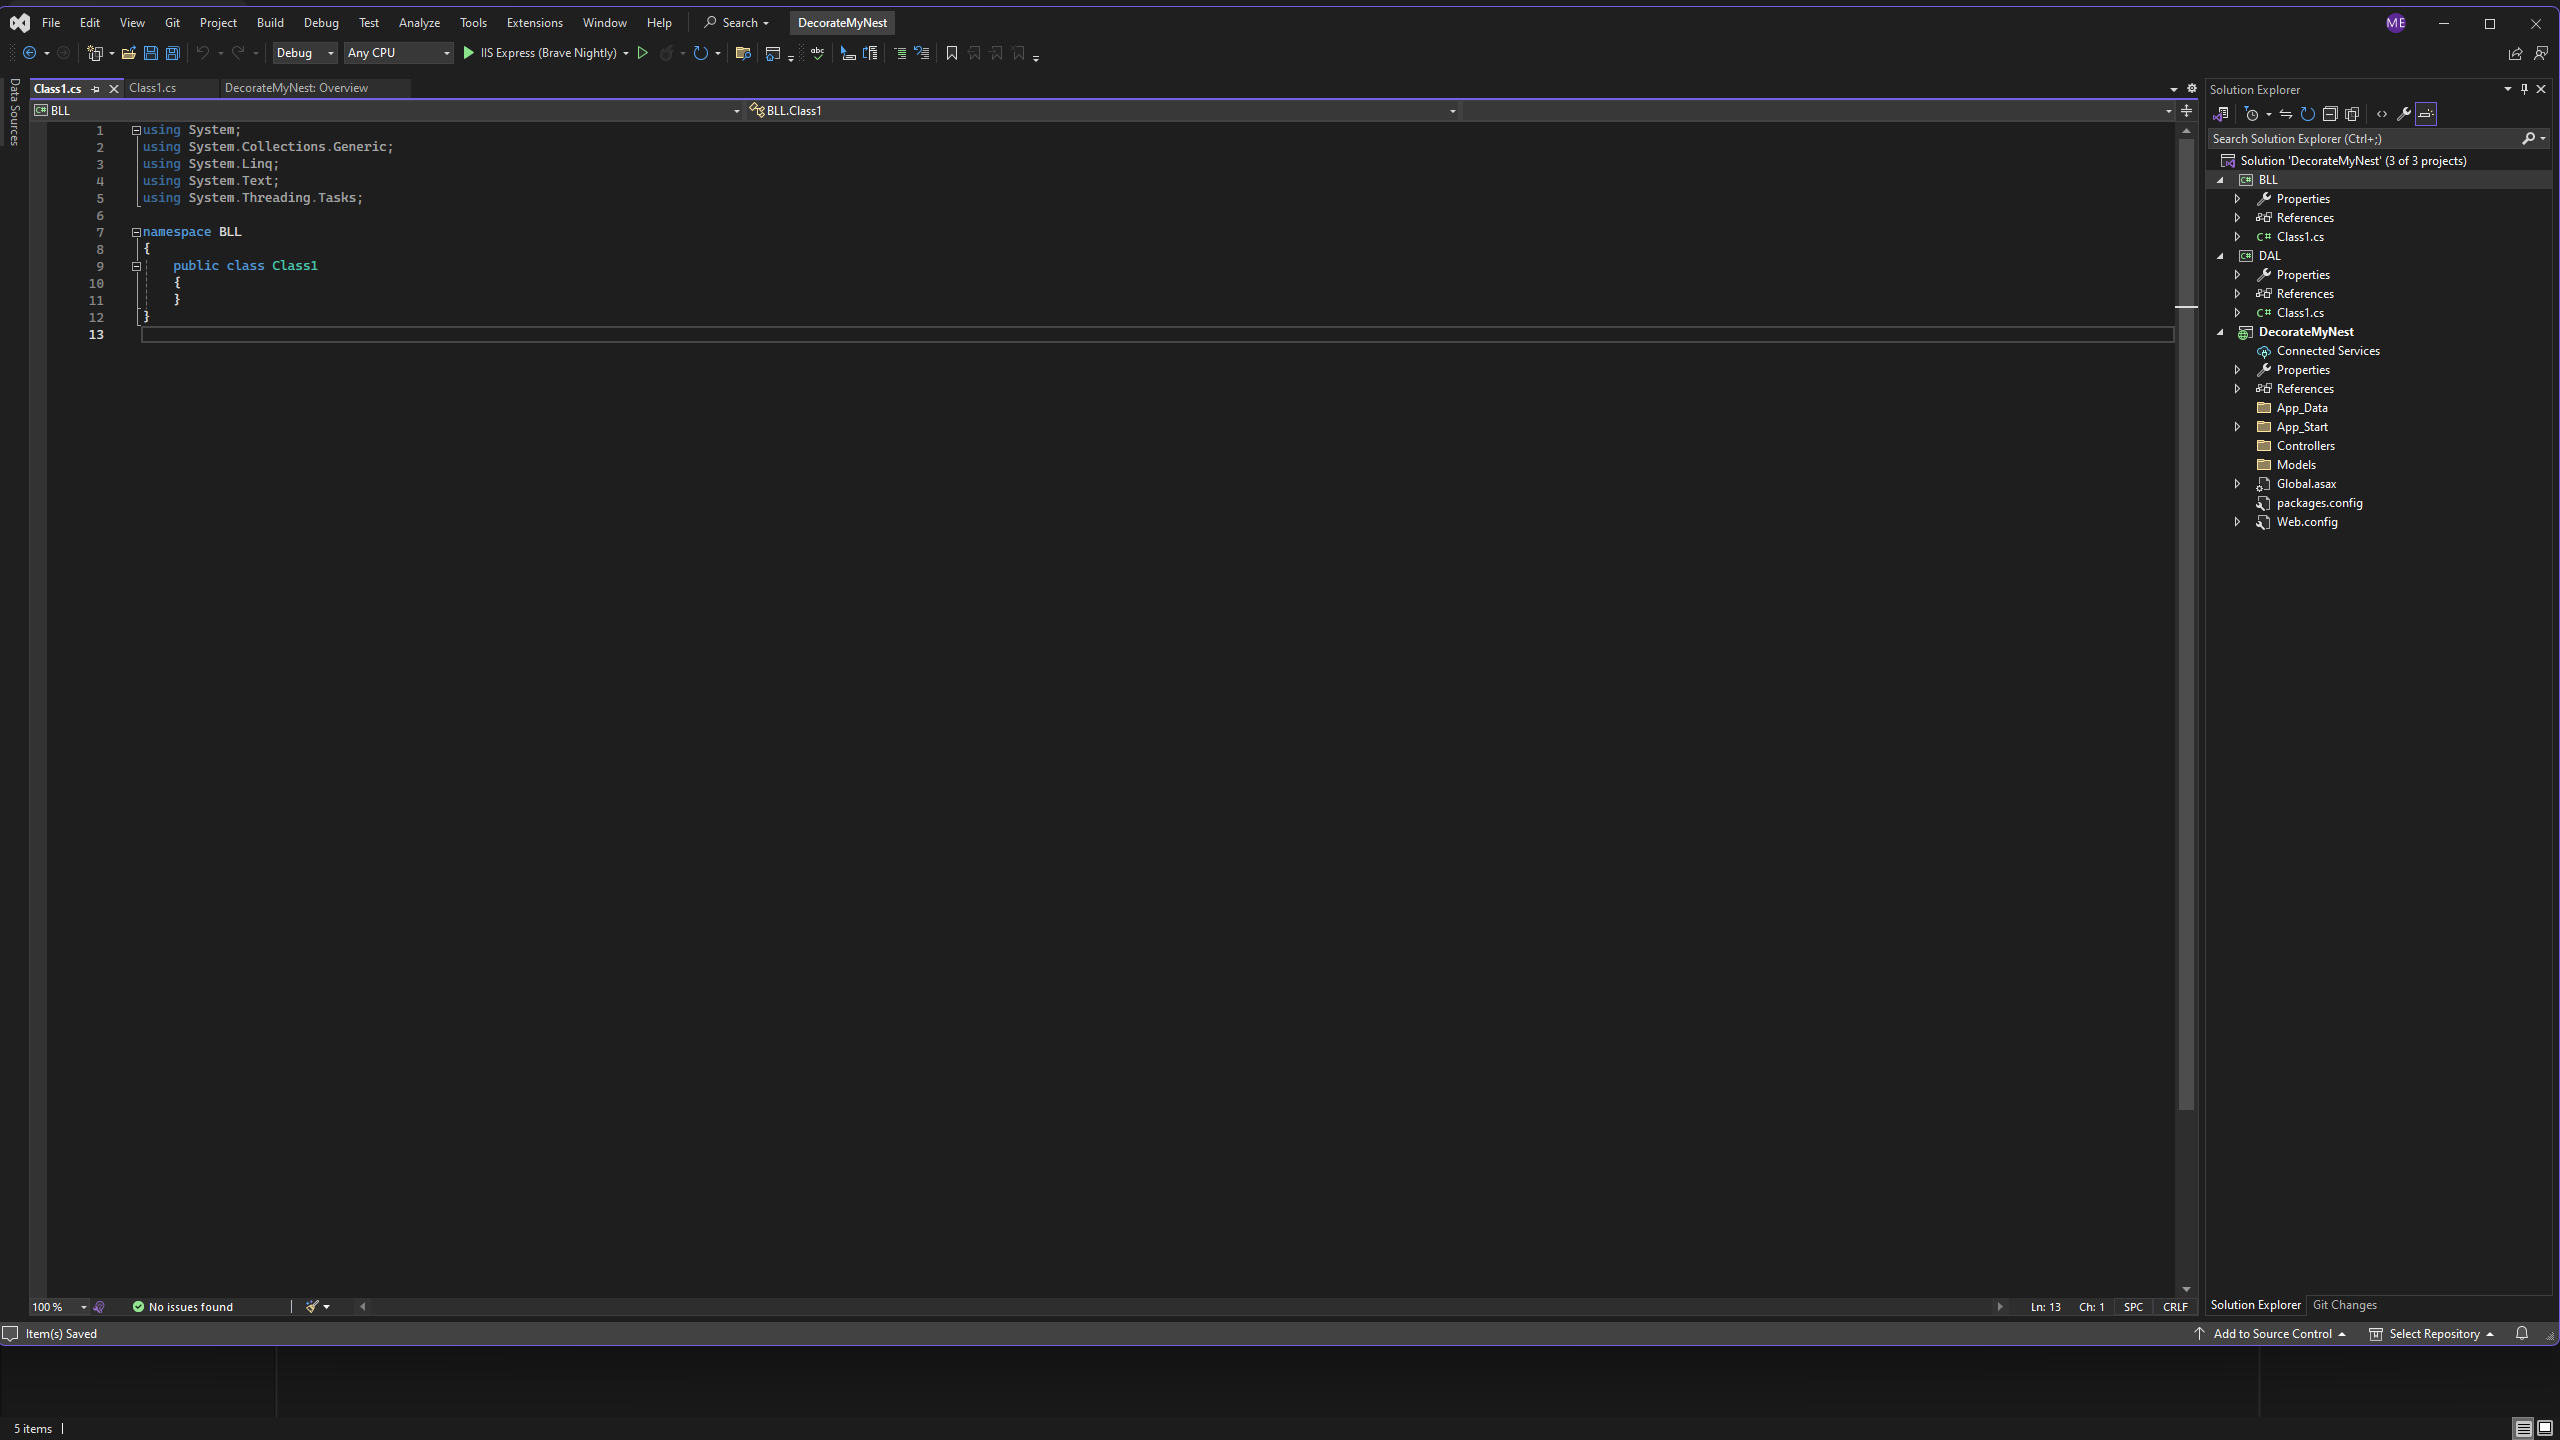 File Edit View Git Project Build Debug Test Analyze Tools Extensions Window Help Search DecorateMyNest ME
Debug Any CPU IIS Express (Brave Nightly) abc
Data Sources
Class1.cs Class1.cs DecorateMyNest: Overview
C# BLL BLL.Class1
1 using System;
2 using System.Collections.Generic;
3 using System.Linq;
4 using System.Text;
5 using System.Threading.Tasks;
6
7 namespace BLL
8 {
9 public class Class1
10 {
11 }
12 }
13
100 % No issues found Ln: 13 Ch: 1 SPC CRLF
Solution Explorer
Search Solution Explorer (Ctrl+;)
Solution 'DecorateMyNest' (3 of 3 projects)
C# BLL
Properties
References
C# Class1.cs
C# DAL
Properties
References
C# Class1.cs
DecorateMyNest
Connected Services
Properties
References
App_Data
App_Start
Controllers
Models
Global.asax
packages.config
Web.config
Solution Explorer Git Changes
Item(s) Saved Add to Source Control Select Repository
5 items